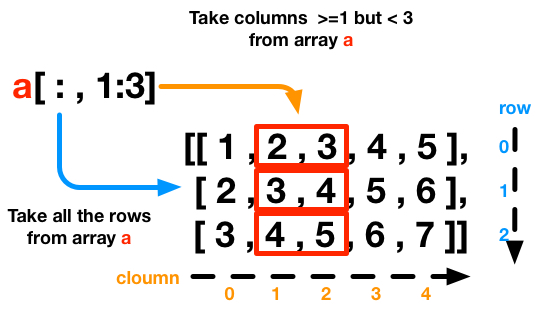 Take columns >=1 but < 3
from array a
a[ : , 1:3]
row
[[ 1 , 2 , 3 , 4 , 5 ],
0
[ 2 , 3 , 4 , 5 , 6 ],
1
Take all the rows
from array a
[ 3 , 4 , 5 , 6 , 7 ]]
2
cloumn
0 1 2 3 4